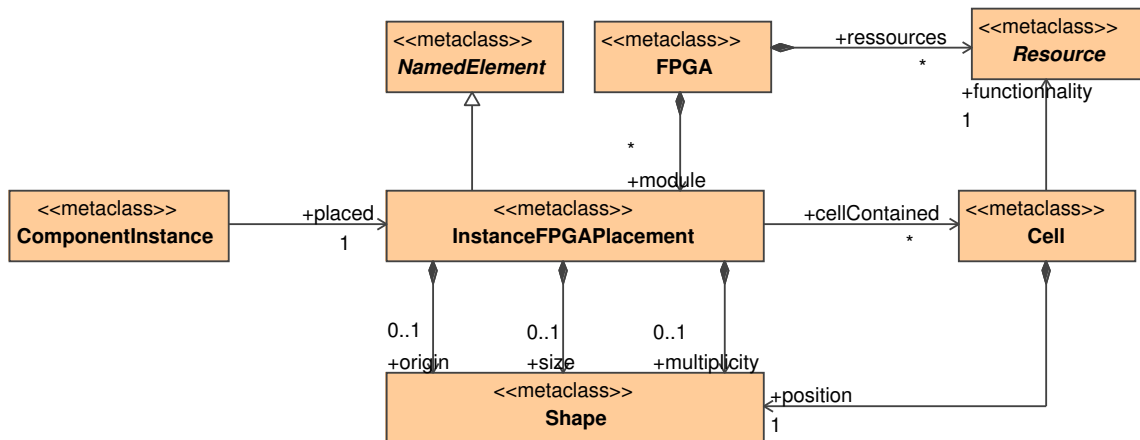 <<metaclass>>
NamedElement
<<metaclass>>
FPGA
+ressources
*
<<metaclass>>
Resource
+functionnality
1
*
+module
<<metaclass>>
ComponentInstance
+placed
1
<<metaclass>>
InstanceFPGAPlacement
+cellContained
*
<<metaclass>>
Cell
0..1
+origin
0..1
+size
0..1
+multiplicity
<<metaclass>>
Shape
+position
1